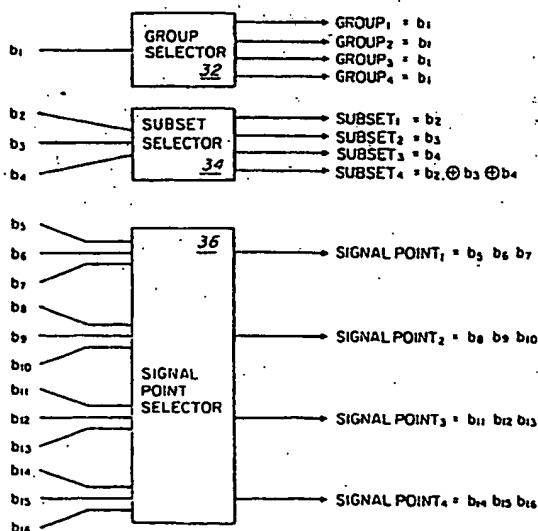 b₁
GROUP SELECTOR
32
GROUP₁ = b₁
GROUP₂ = b₁
GROUP₃ = b₁
GROUP₄ = b₁
b₂
b₃
b₄
SUBSET SELECTOR
34
SUBSET₁ = b₂
SUBSET₂ = b₃
SUBSET₃ = b₄
SUBSET₄ = b₂ ⊕ b₃ ⊕ b₄
b₅
b₆
b₇
b₈
b₉
b₁₀
b₁₁
b₁₂
b₁₃
b₁₄
b₁₅
b₁₆
36
SIGNAL
POINT
SELECTOR
SIGNAL POINT₁ = b₅ b₆ b₇
SIGNAL POINT₂ = b₈ b₉ b₁₀
SIGNAL POINT₃ = b₁₁ b₁₂ b₁₃
SIGNAL POINT₄ = b₁₄ b₁₅ b₁₆